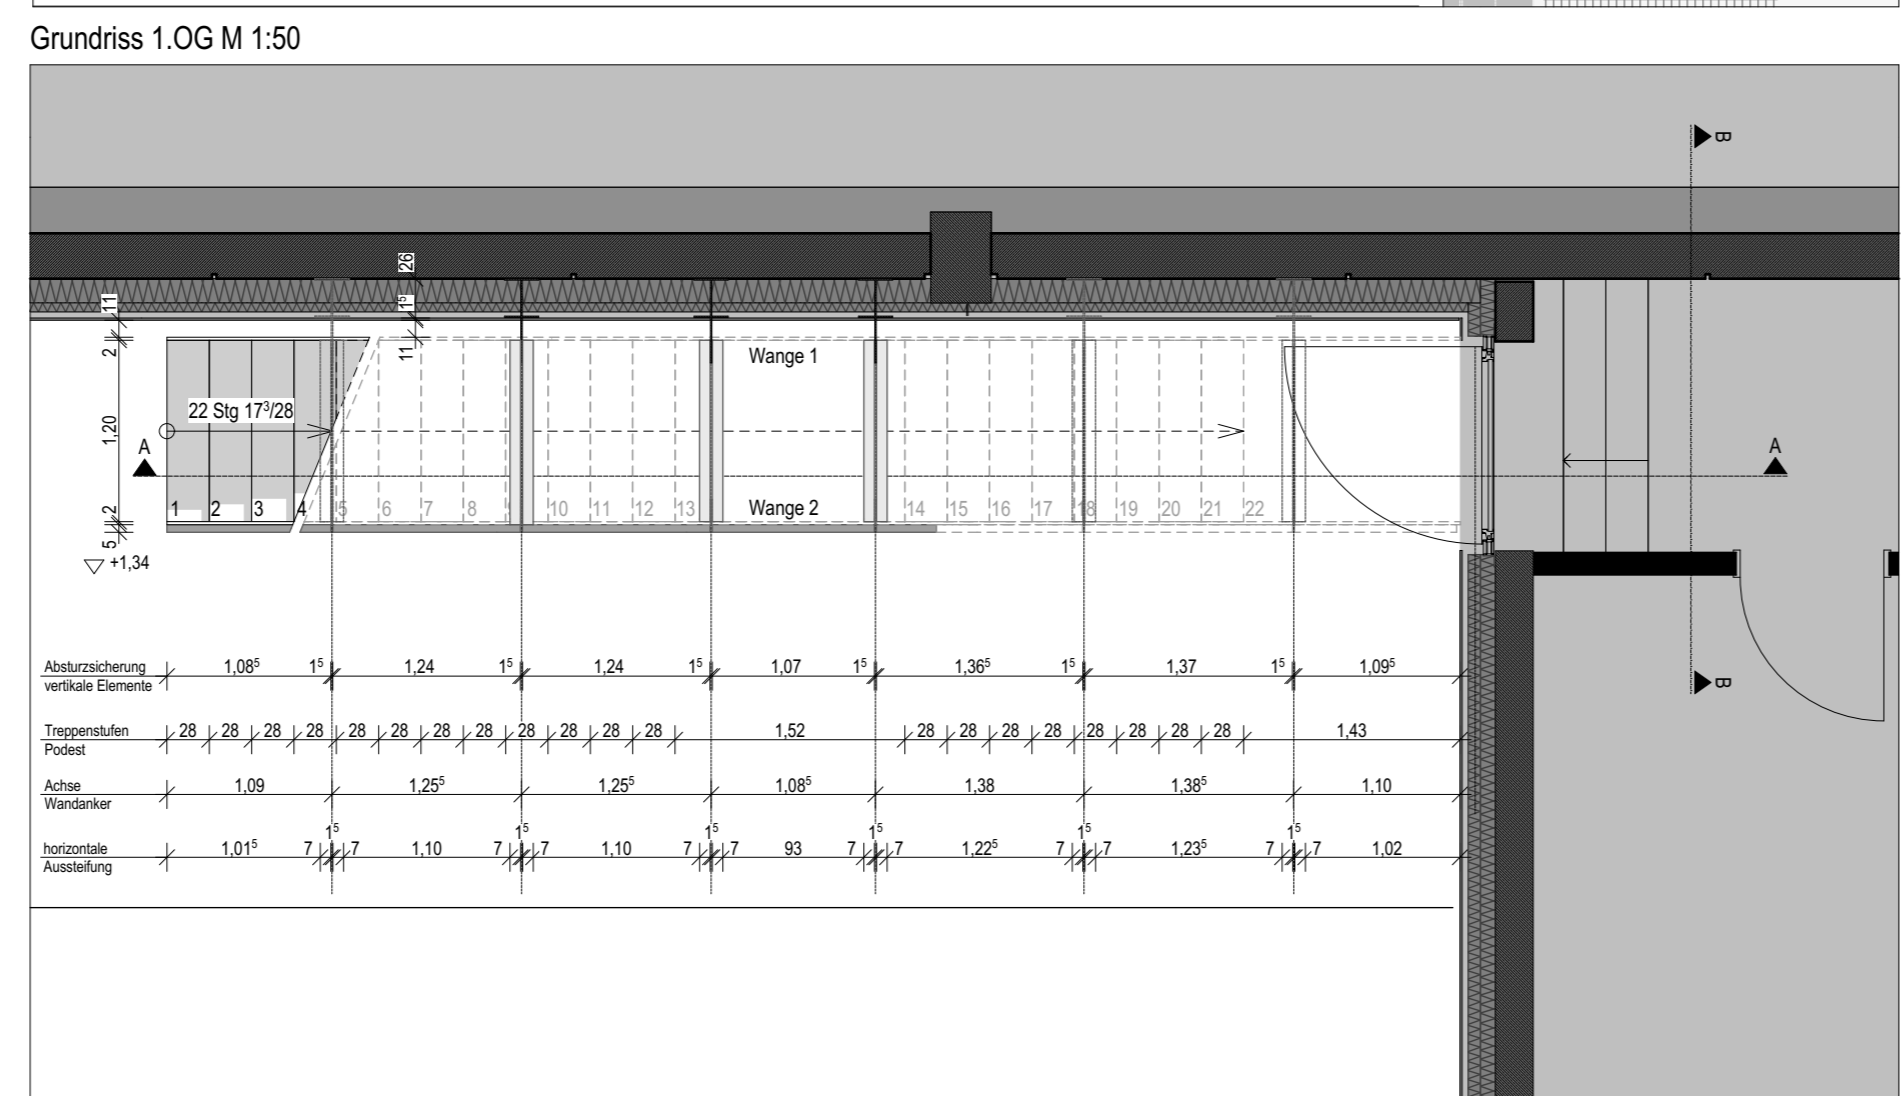 Grundriss 1.OG M 1:50
B
26
11
1⁵
2
11
Wange 1
22 Stg 17³/28
1,20
A
A
1 2 3 4 5 6 7 8 9 10 11 12 13
Wange 2
14 15 16 17 18 19 20 21 22
2
5
+1,34
Absturzsicherung
vertikale Elemente
1,08⁵ 1⁵ 1,24 1⁵ 1,24 1⁵ 1,07 1⁵ 1,36⁵ 1⁵ 1,37 1⁵ 1,09⁵
B
Treppenstufen
Podest
28 28 28 28 28 28 28 28 28 28 28 28 1,52 28 28 28 28 28 28 28 28 1,43
Achse
Wandanker
1,09 1,25⁵ 1,25⁵ 1,08⁵ 1,38 1,38⁵ 1,10
1⁵ 1⁵ 1⁵ 1⁵ 1⁵ 1⁵
horizontale
Aussteifung
1,01⁵ 7 7 1,10 7 7 1,10 7 7 93 7 7 1,22⁵ 7 7 1,23⁵ 7 7 1,02